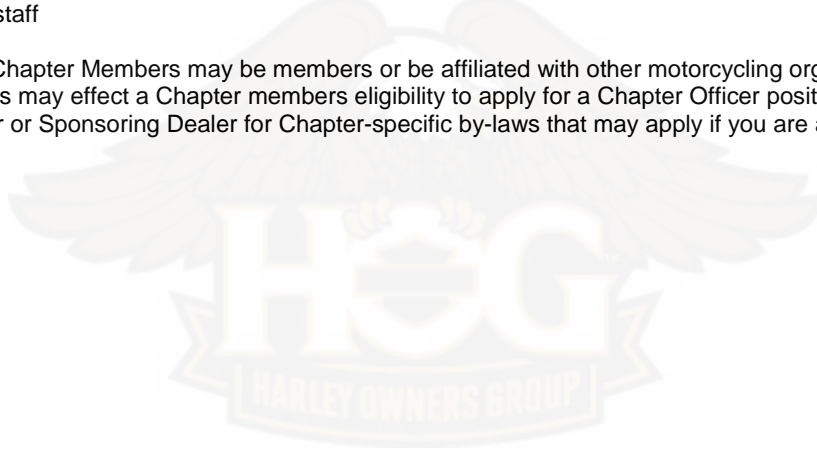 staff
Chapter Members may be members or be affiliated with other motorcycling
s may effect a Chapter members eligibility to apply for a Chapter Officer
r or Sponsoring Dealer for Chapter-specific by-laws that may apply if you are
HOG
HARLEY OWNERS GROUP